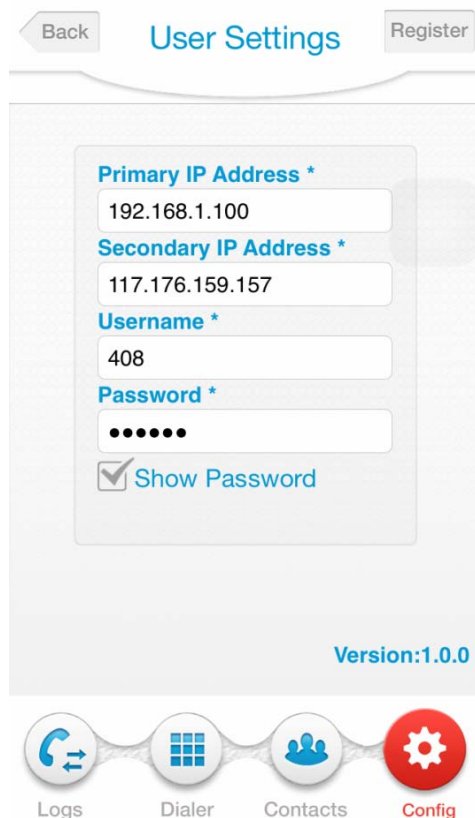 Back
User Settings
Register
Primary IP Address *
192.168.1.100
Secondary IP Address *
117.176.159.157
Username *
408
Password *
●●●●●●
Show Password
Version:1.0.0
Logs
Dialer
Contacts
Config